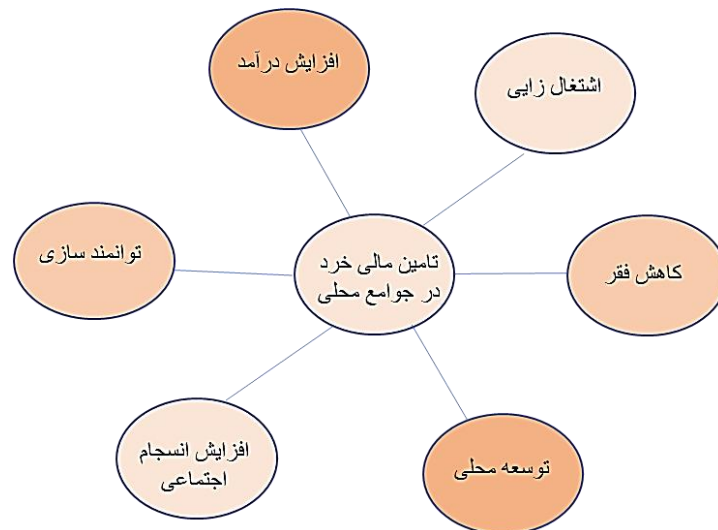 افزایش درآمد
اشتغال زایی
توانمند سازی
تامین مالی خرد
در جوامع محلی
کاهش فقر
افزایش انسجام
اجتماعی
توسعه محلی